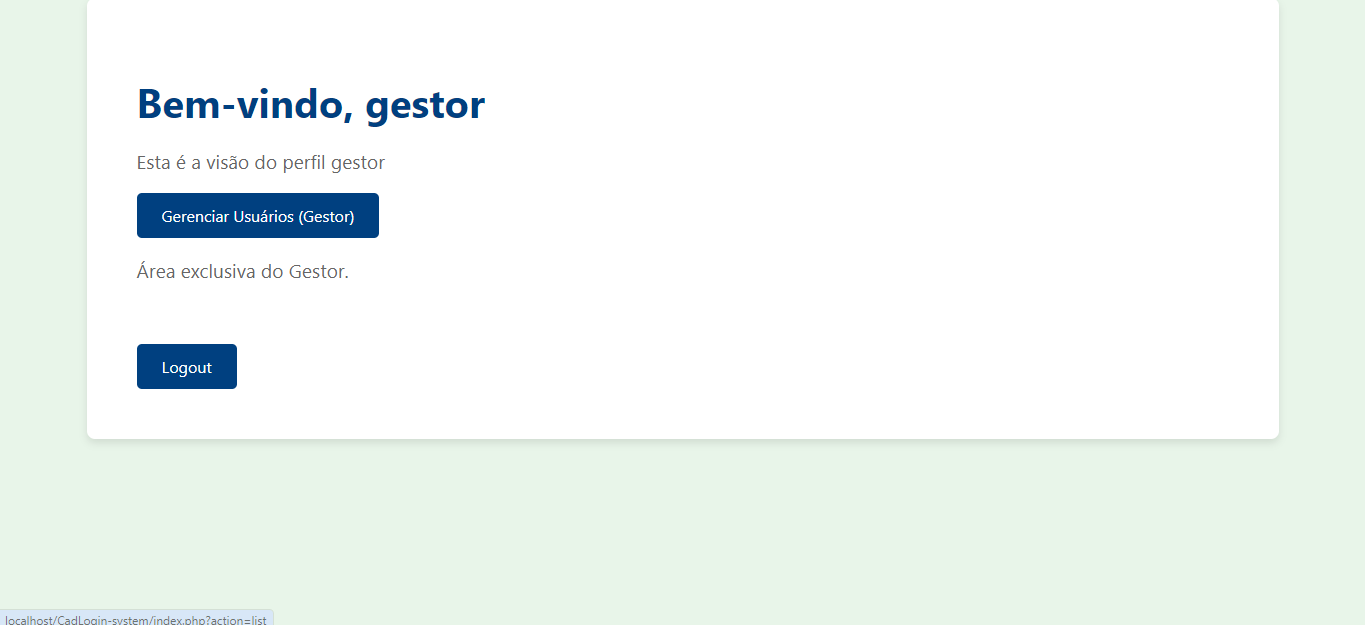 Bem-vindo, gestor
Esta é a visão do perfil gestor
Gerenciar Usuários (Gestor)
Área exclusiva do Gestor.
Logout
localhost/CadLogin-system/index.php?action=list